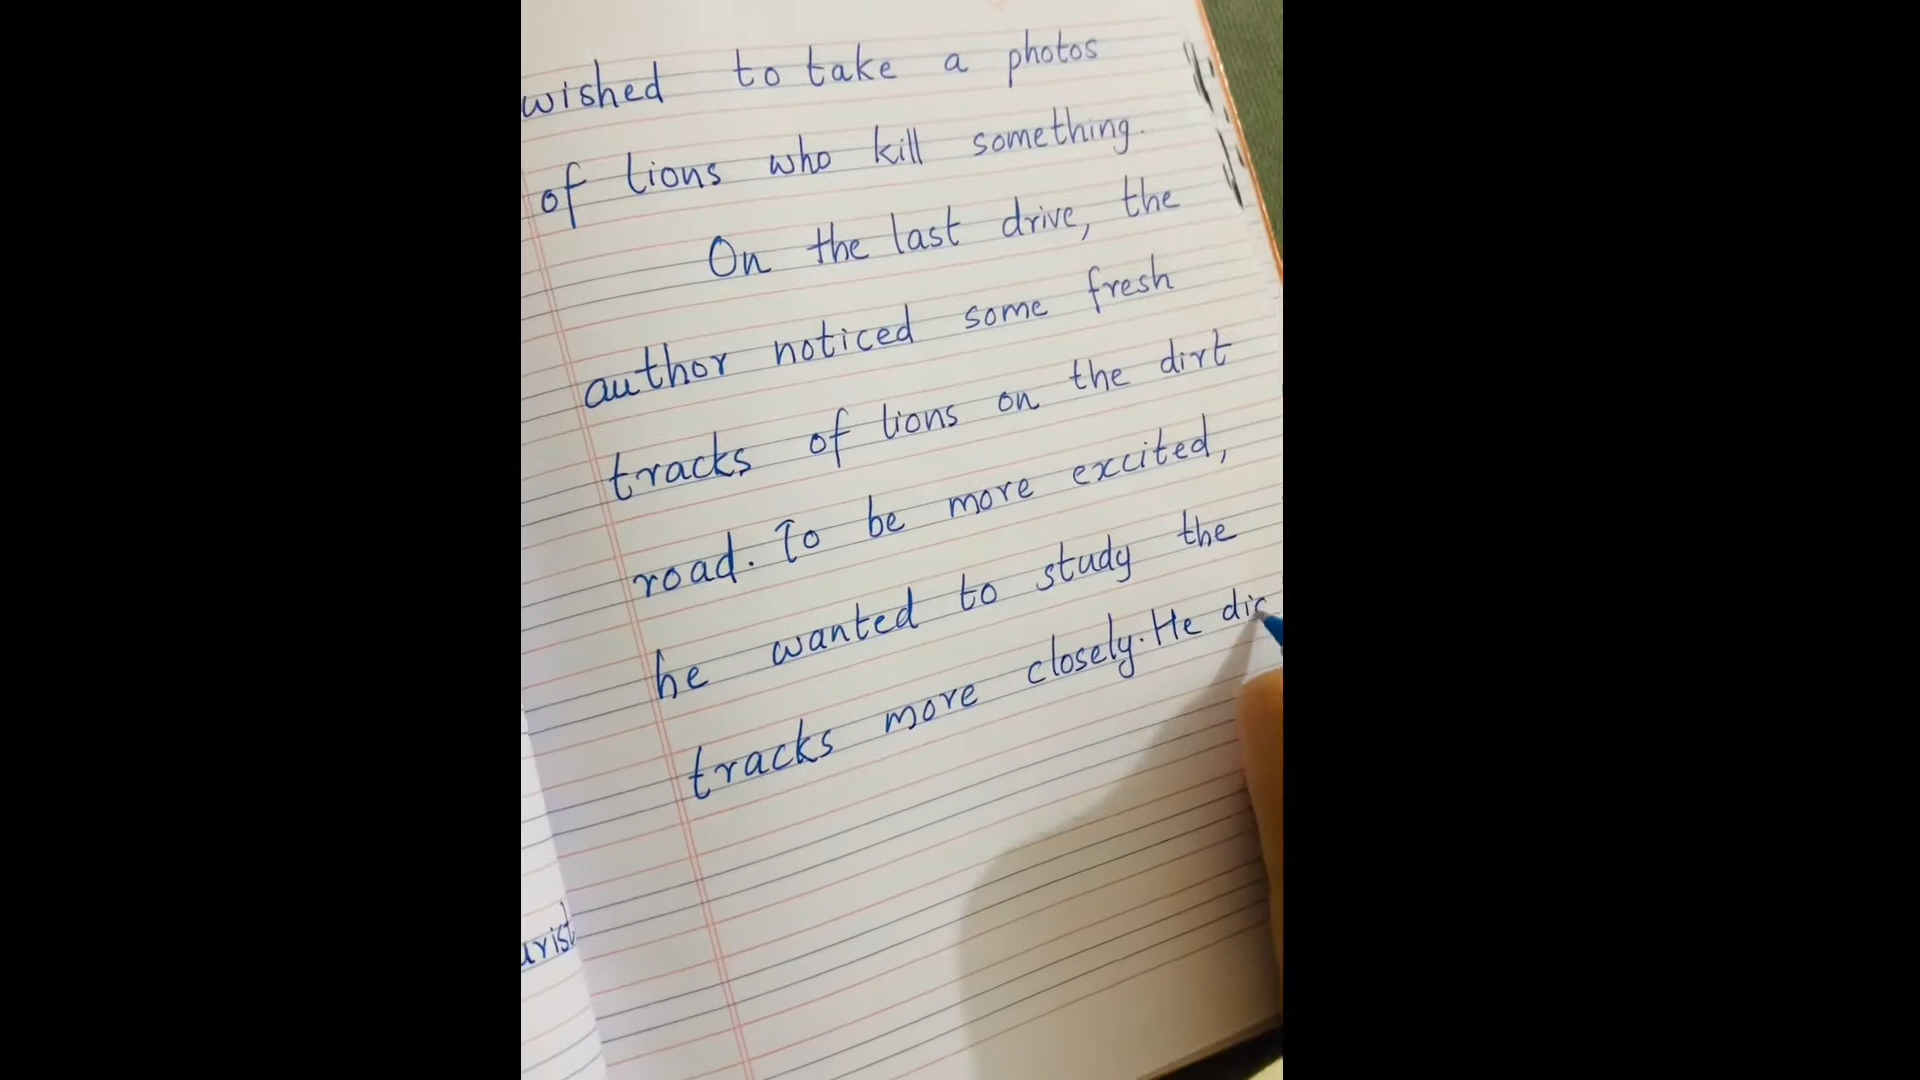 wished to take a photos
of lions who kill something.
On the last drive, the
author noticed some fresh
tracks of lions on the dirt
road. To be more excited,
he wanted to study the
tracks more closely. He